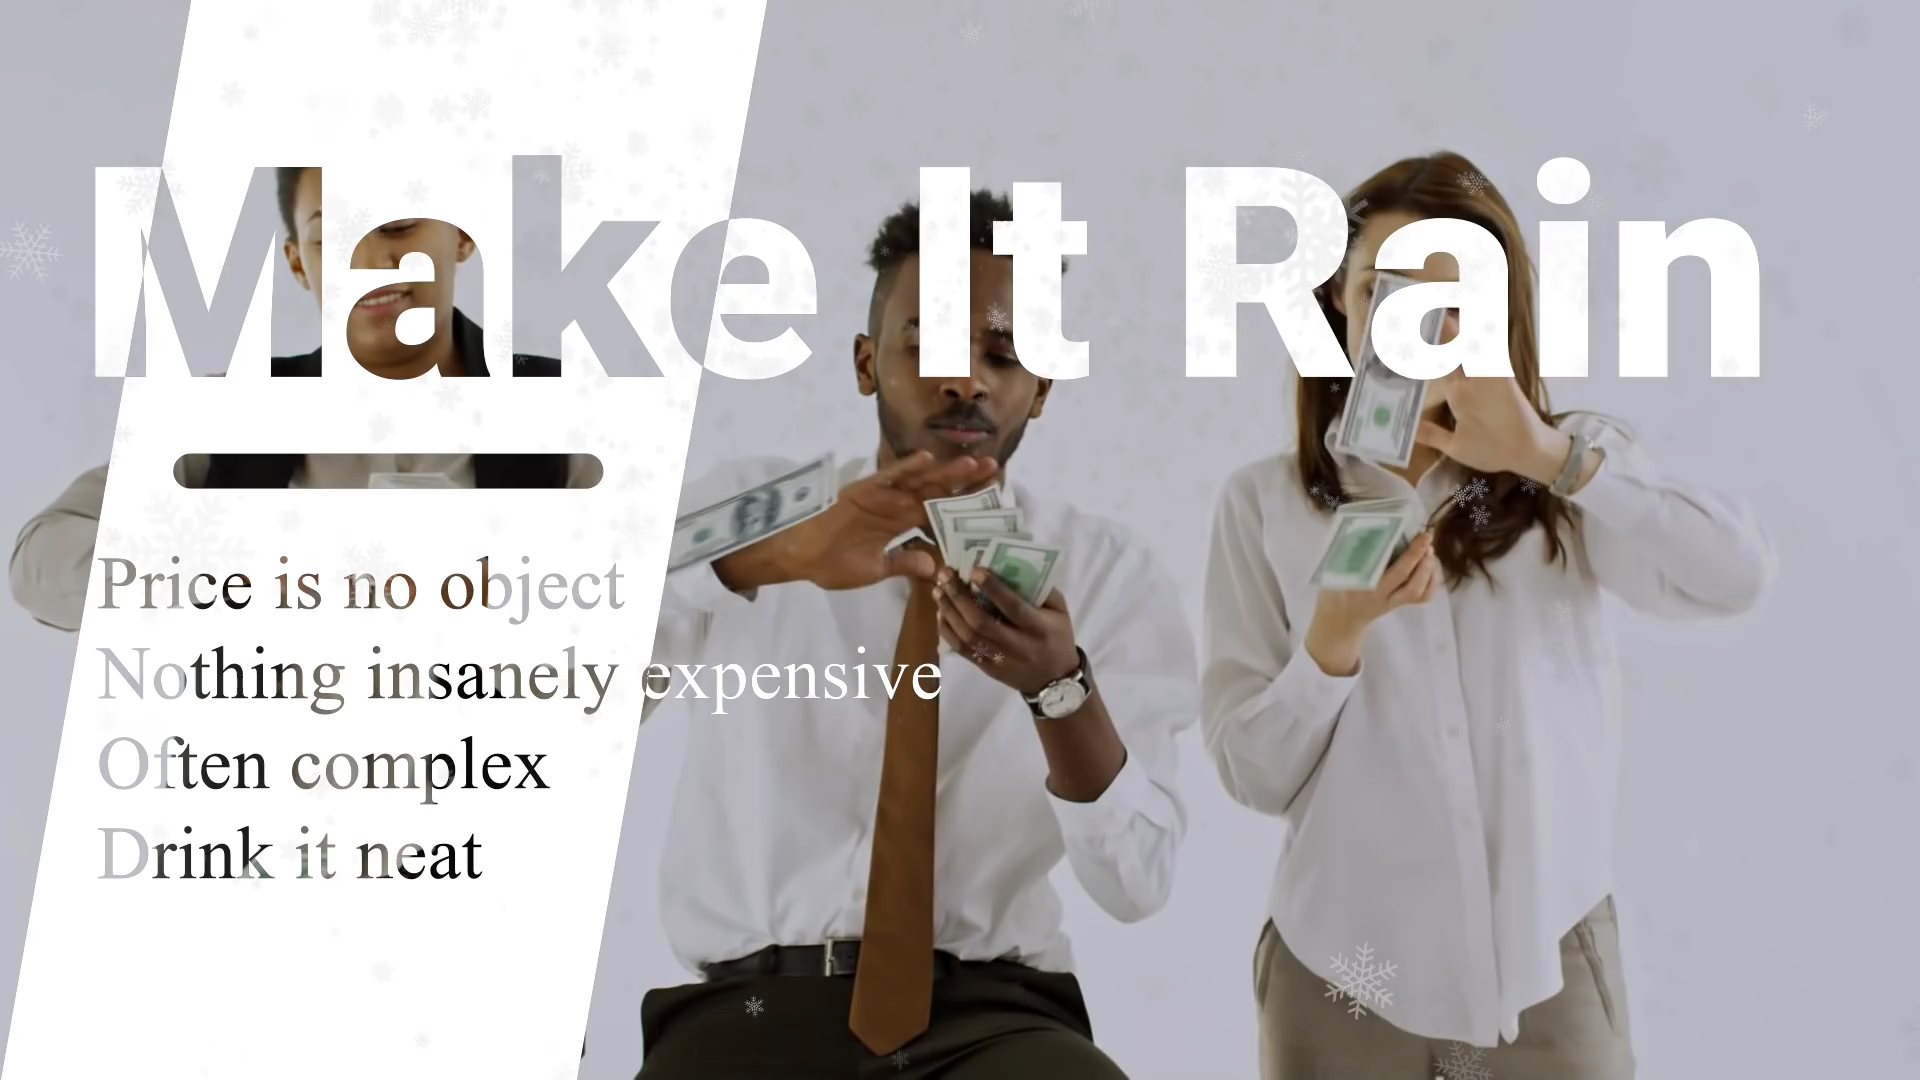 Make It Rain
Price is no object
Nothing insanely expensive
Often complex
Drink it neat